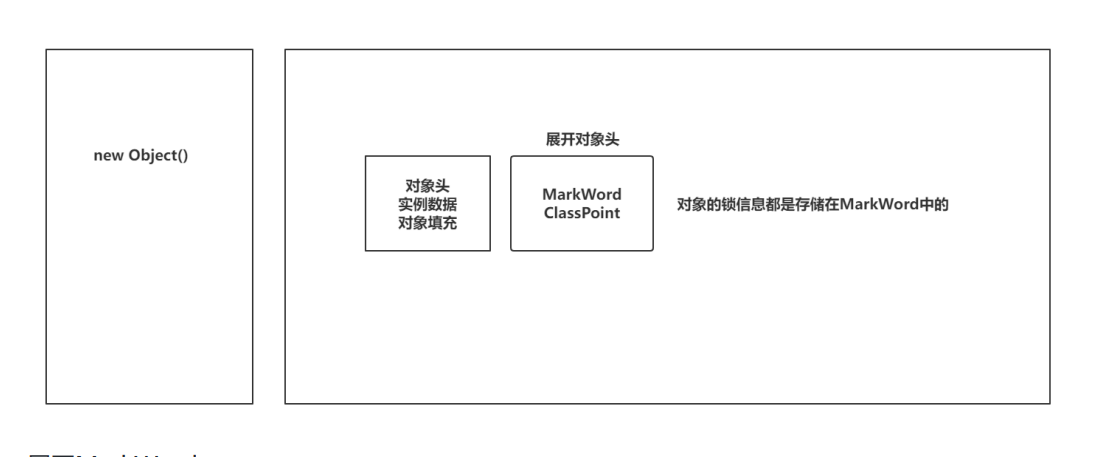 展开对象头
new Object()
对象头
实例数据
对象填充
MarkWord
ClassPoint
对象的锁信息都是存储在MarkWord中的